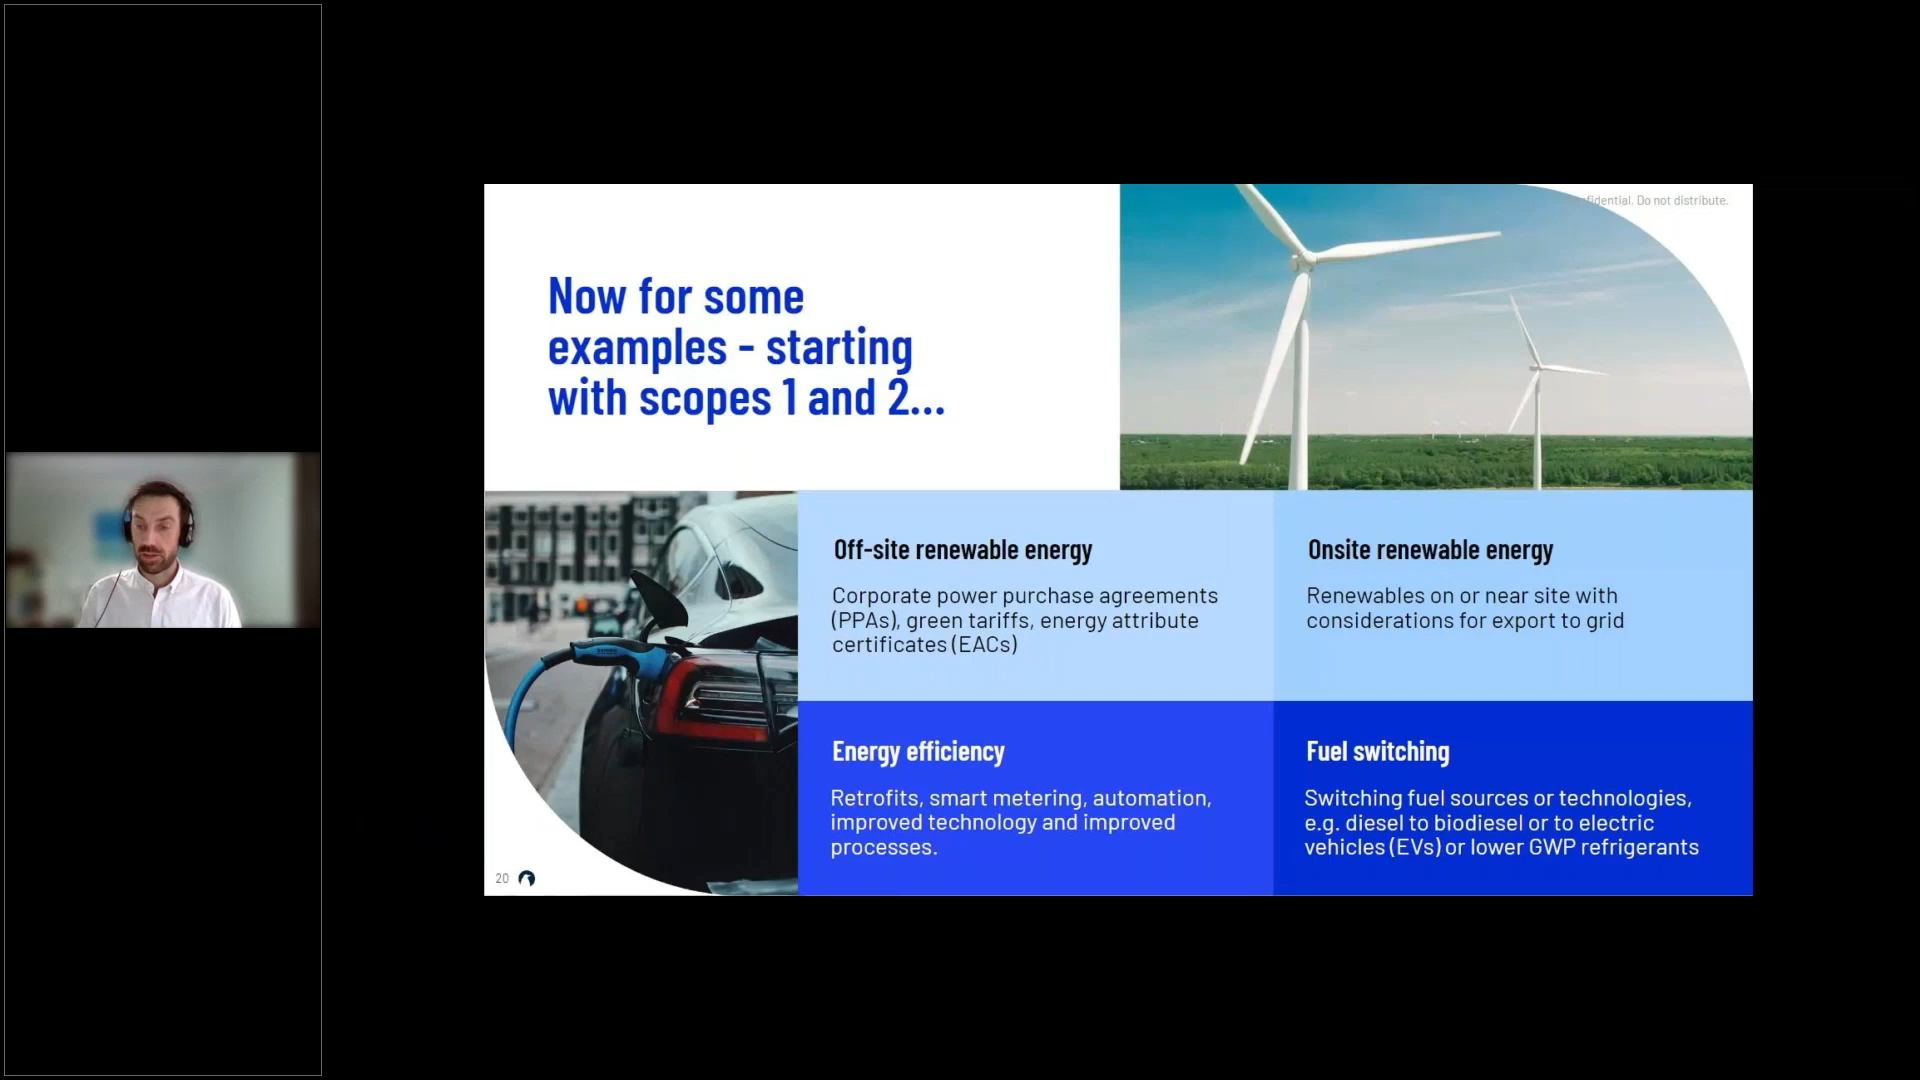 Do not distribute.
Now for some
examples - starting
with scopes 1 and 2...
Off-site renewable energy
Corporate power purchase agreements
(PPAs), green tariffs, energy attribute
certificates (EACs)
Onsite renewable energy
Renewables on or near site with
considerations for export to grid
Energy efficiency
Retrofits, smart metering, automation,
improved technology and improved
processes.
Fuel switching
Switching fuel sources or technologies,
e.g. diesel to biodiesel or to electric
vehicles (EVs) or lower GWP refrigerants
20